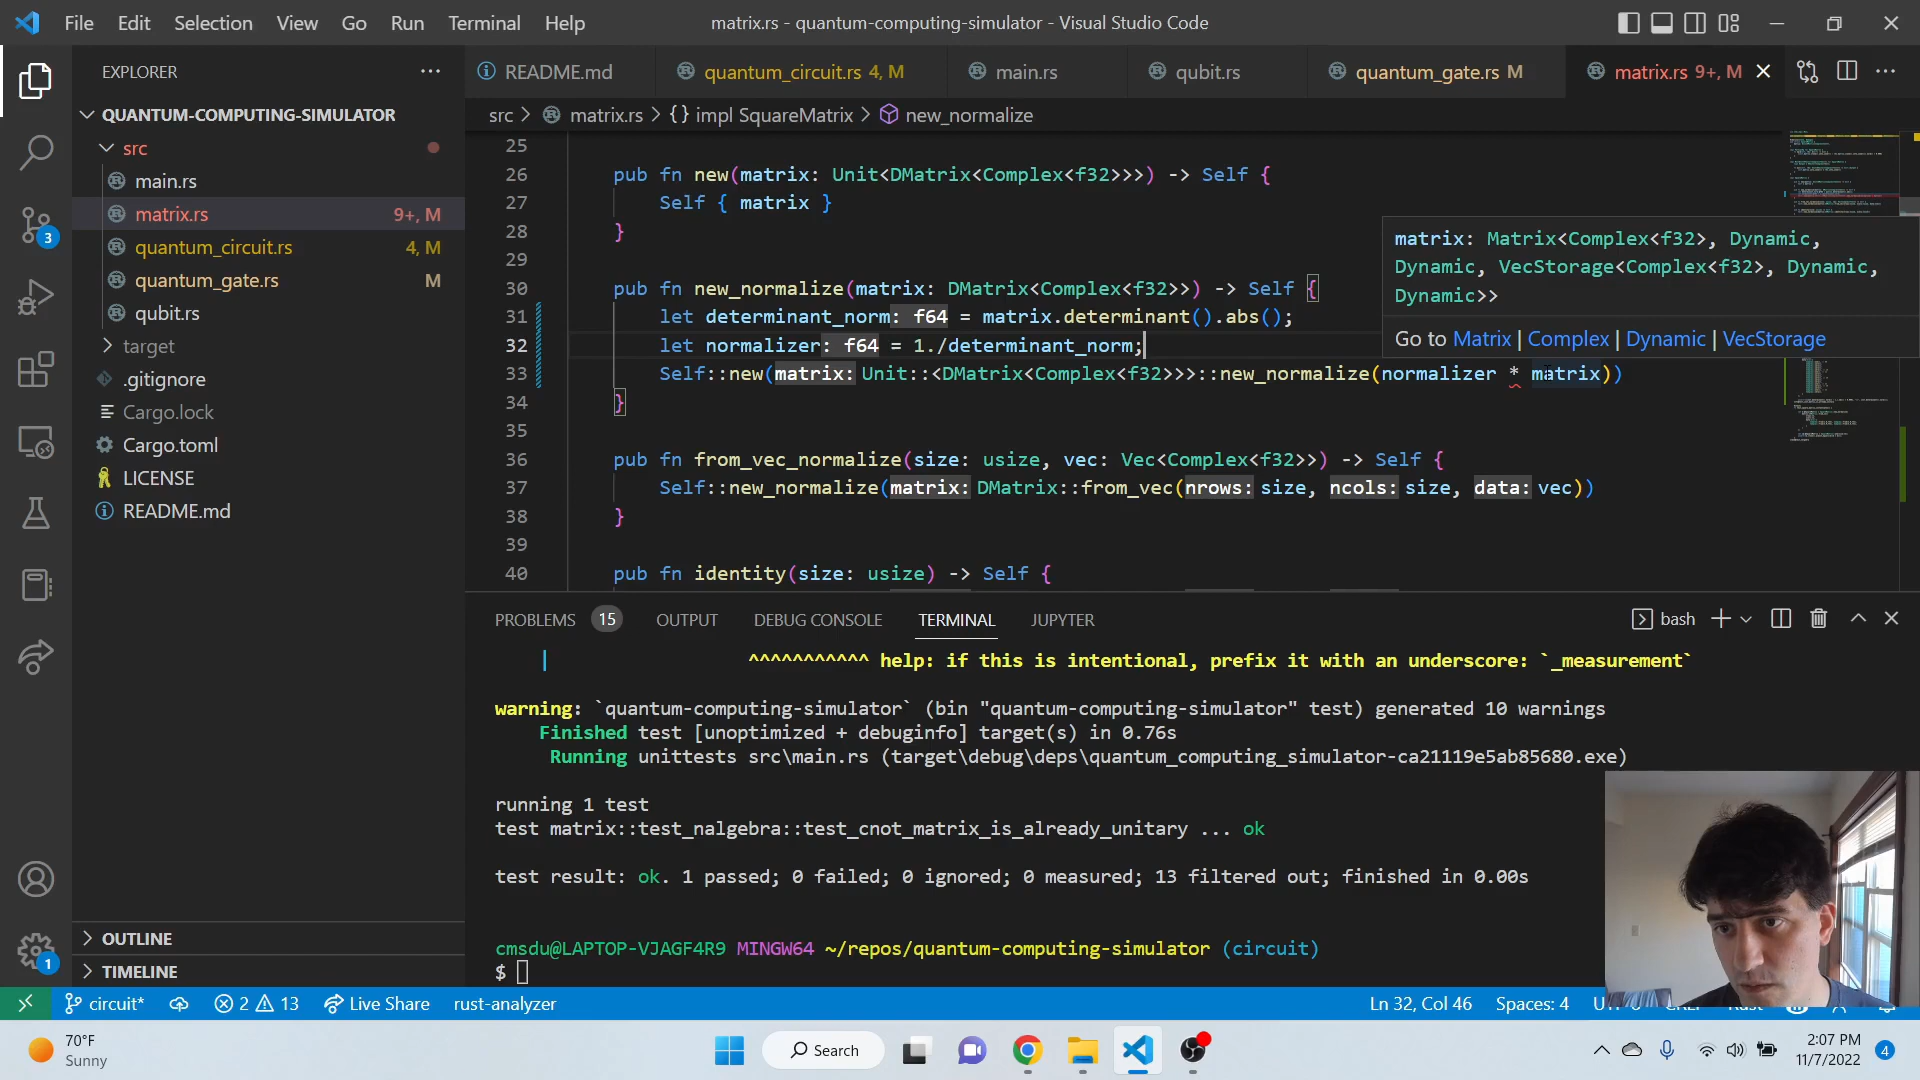 File Edit Selection View Go Run Terminal Help
matrix.rs - quantum-computing-simulator - Visual Studio Code
EXPLORER
QUANTUM-COMPUTING-SIMULATOR
src
main.rs
matrix.rs 9+, M
quantum_circuit.rs 4, M
quantum_gate.rs M
qubit.rs
target
.gitignore
Cargo.lock
Cargo.toml
LICENSE
README.md
OUTLINE
TIMELINE
3
1
README.md
quantum_circuit.rs 4, M
main.rs
qubit.rs
quantum_gate.rs M
matrix.rs 9+, M
src > matrix.rs > {} impl SquareMatrix > new_normalize
25
26 pub fn new(matrix: Unit<DMatrix<Complex<f32>>>) -> Self {
27 Self { matrix }
28 }
29
30 pub fn new_normalize(matrix: DMatrix<Complex<f32>>) -> Self {
31 let determinant_norm: f64 = matrix.determinant().abs();
32 let normalizer: f64 = 1./determinant_norm;
33 Self::new(matrix: Unit::<DMatrix<Complex<f32>>>::new_normalize(normalizer * matrix))
34 }
35
36 pub fn from_vec_normalize(size: usize, vec: Vec<Complex<f32>>) -> Self {
37 Self::new_normalize(matrix: DMatrix::from_vec(nrows: size, ncols: size, data: vec))
38 }
39
40 pub fn identity(size: usize) -> Self {
matrix: Matrix<Complex<f32>, Dynamic,
Dynamic, VecStorage<Complex<f32>, Dynamic,
Dynamic>>
Go to Matrix | Complex | Dynamic | VecStorage
PROBLEMS 15 OUTPUT DEBUG CONSOLE TERMINAL JUPYTER
bash
| ^^^^^^^^^^^ help: if this is intentional, prefix it with an underscore: `_measurement`
warning: `quantum-computing-simulator` (bin "quantum-computing-simulator" test) generated 10 warnings
Finished test [unoptimized + debuginfo] target(s) in 0.76s
Running unittests src\main.rs (target\debug\deps\quantum_computing_simulator-ca21119e5ab85680.exe)
running 1 test
test matrix::test_nalgebra::test_cnot_matrix_is_already_unitary ... ok
test result: ok. 1 passed; 0 failed; 0 ignored; 0 measured; 13 filtered out; finished in 0.00s
cmsdu@LAPTOP-VJAGF4R9 MINGW64 ~/repos/quantum-computing-simulator (circuit)
$
circuit* 2 13 Live Share rust-analyzer
Ln 32, Col 46 Spaces: 4
70°F
Sunny
Search
2:07 PM
11/7/2022
4